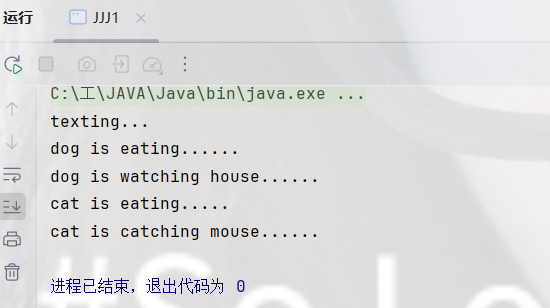 运行
JJJ1
C:\工\JAVA\Java\bin\java.exe ...
texting...
dog is eating......
dog is watching house......
cat is eating.....
cat is catching mouse......
进程已结束，退出代码为 0